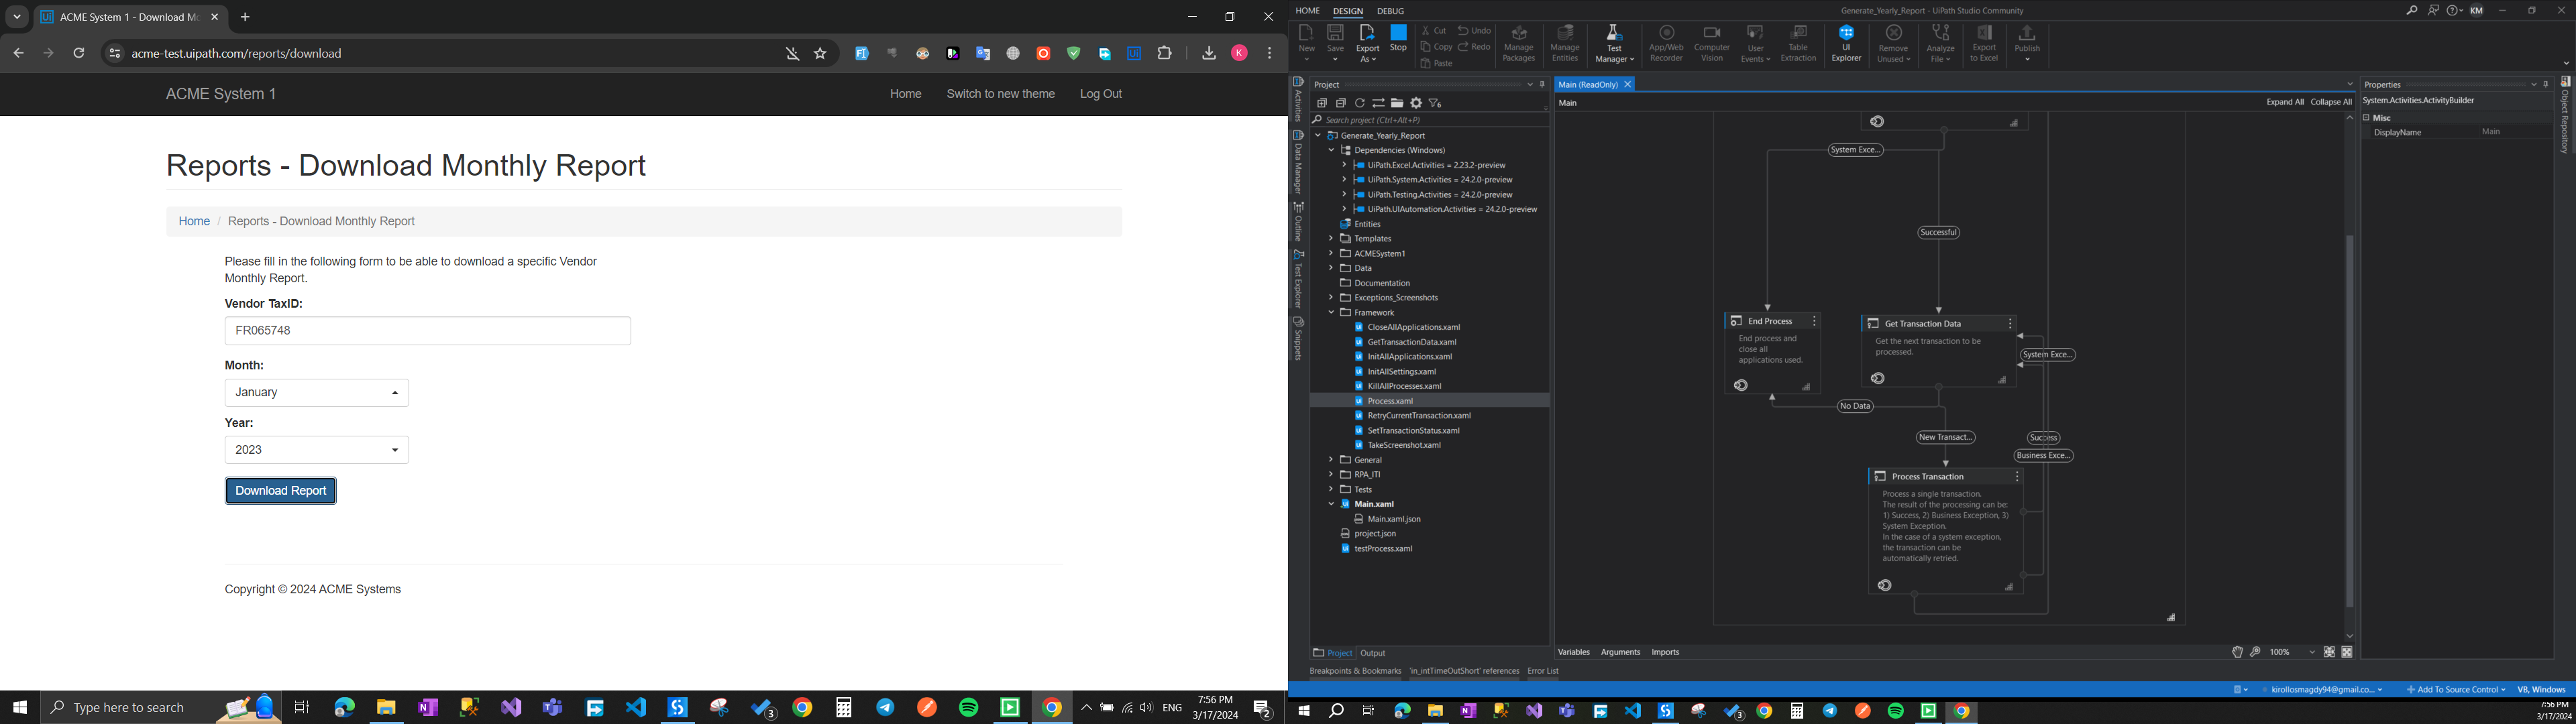 ACME System 1 - Download Mo
acme-test.uipath.com/reports/download
ACME System 1
Home
Switch to new theme
Log Out
Reports - Download Monthly Report
Home / Reports - Download Monthly Report
Please fill in the following form to be able to download a specific Vendor
Monthly Report.
Vendor TaxID:
FR065748
Month:
January
Year:
2023
Download Report
Copyright © 2024 ACME Systems
Type here to search
3
ENG
7:56 PM
3/17/2024
2
HOME
DESIGN
DEBUG
Generate_Yearly_Report - UiPath Studio Community
KM
New
Save
Export
As
Stop
Cut
Copy
Paste
Undo
Redo
Manage
Packages
Manage
Entities
Test
Manager
App/Web
Recorder
Computer
Vision
User
Events
Table
Extraction
UI
Explorer
Remove
Unused
Analyze
File
Export
to Excel
Publish
Activities
Data Manager
Outline
Test Explorer
Snippets
Project
Search project (Ctrl+Alt+P)
Generate_Yearly_Report
Dependencies (Windows)
UiPath.Excel.Activities = 2.23.2-preview
UiPath.System.Activities = 24.2.0-preview
UiPath.Testing.Activities = 24.2.0-preview
UiPath.UIAutomation.Activities = 24.2.0-preview
Entities
Templates
ACMESystem1
Data
Documentation
Exceptions_Screenshots
Framework
CloseAllApplications.xaml
GetTransactionData.xaml
InitAllApplications.xaml
InitAllSettings.xaml
KillAllProcesses.xaml
Process.xaml
RetryCurrentTransaction.xaml
SetTransactionStatus.xaml
TakeScreenshot.xaml
General
RPA_ITI
Tests
Main.xaml
Main.xaml.json
project.json
testProcess.xaml
Project
Output
Main (ReadOnly)
Main
Expand All
Collapse All
System Exce...
Successful
End Process
End process and
close all
applications used.
Get Transaction Data
Get the next transaction to be
processed.
System Exce...
No Data
New Transact...
Success
Business Exce...
Process Transaction
Process a single transaction.
The result of the processing can be:
1) Success, 2) Business Exception, 3)
System Exception.
In the case of a system exception,
the transaction can be
automatically retried.
Variables
Arguments
Imports
100%
Properties
System.Activities.ActivityBuilder
Misc
DisplayName
Main
Object Repository
Breakpoints & Bookmarks
'in_intTimeOutShort' references
Error List
kirollosmagdy94@gmail.co...
Add To Source Control
VB, Windows
3
7:56 PM
3/17/2024